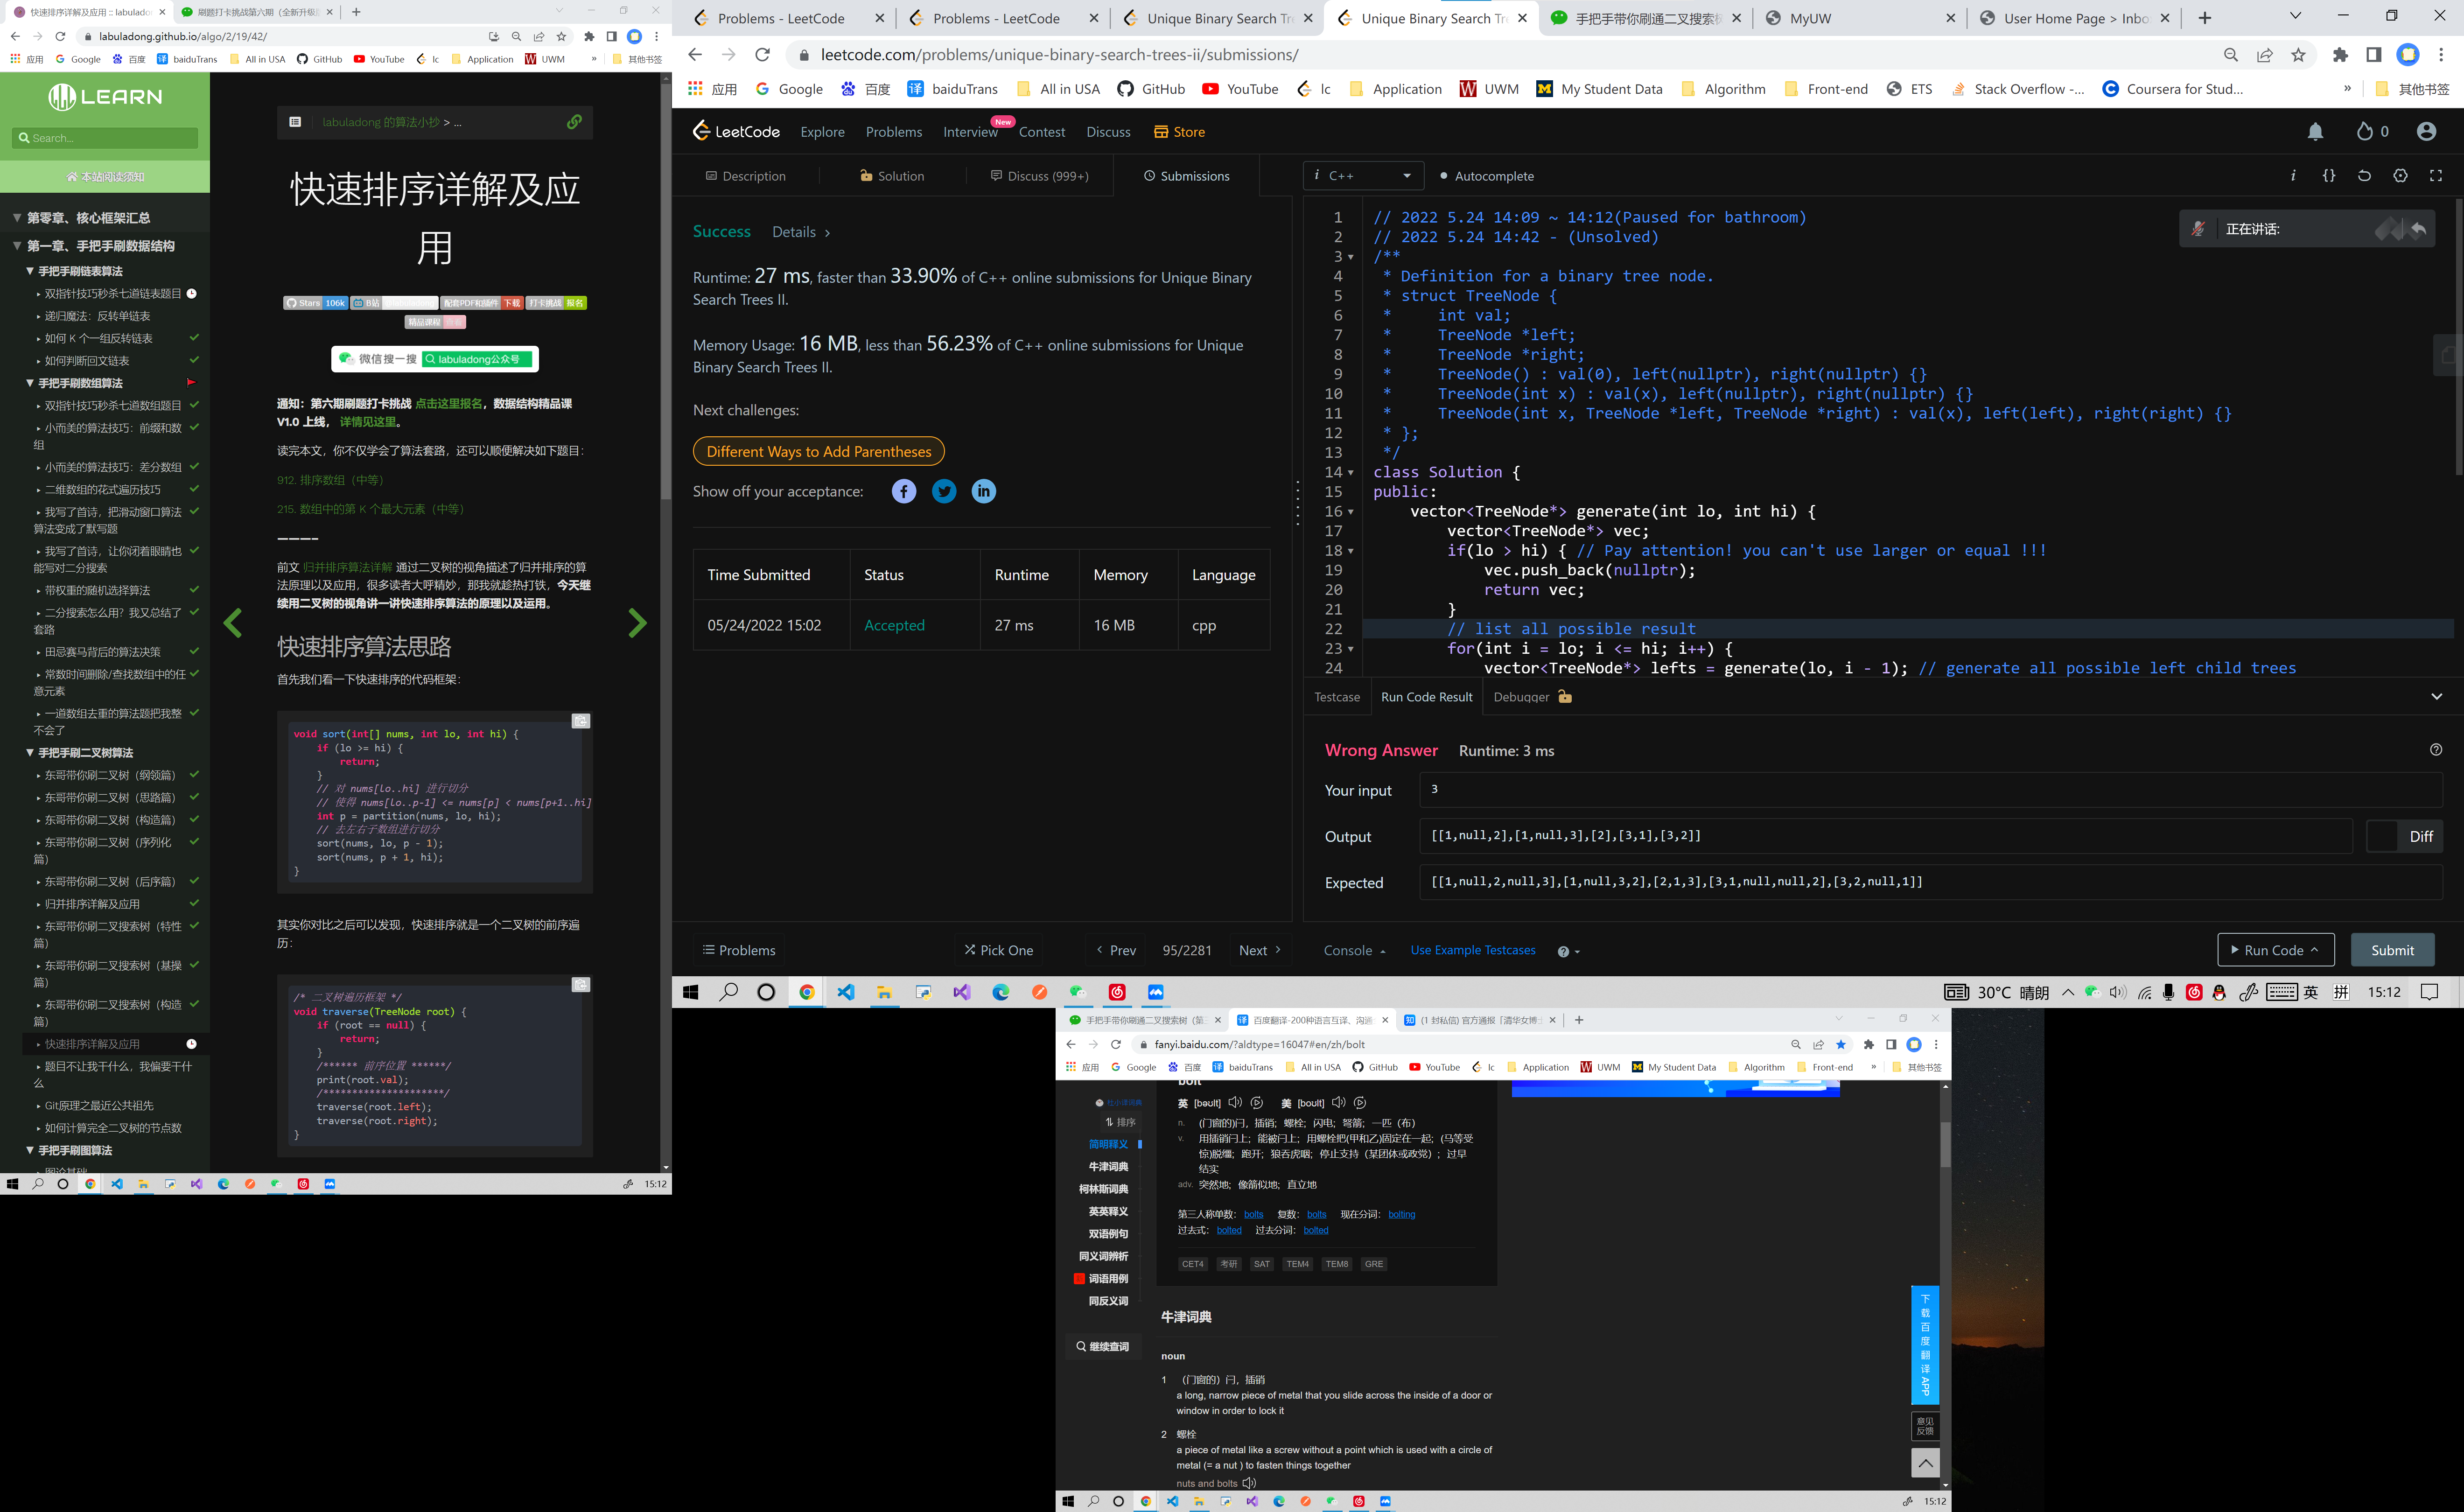 快速排序详解及应用 :: labulador
刷题打卡挑战第六期（全新升级版
labuladong.github.io/algo/2/19/42/
应用 Google 百度 baiduTrans All in USA GitHub YouTube lc Application UWM » 其他书签
LEARN
Search...
本站阅读须知
第零章、核心框架汇总
第一章、手把手刷数据结构
手把手刷链表算法
双指针技巧秒杀七道链表题目
递归魔法：反转单链表
如何 K 个一组反转链表
如何判断回文链表
手把手刷数组算法
双指针技巧秒杀七道数组题目
小而美的算法技巧：前缀和数
组
小而美的算法技巧：差分数组
二维数组的花式遍历技巧
我写了首诗，把滑动窗口算法
算法变成了默写题
我写了首诗，让你闭着眼睛也
能写对二分搜索
带权重的随机选择算法
二分搜索怎么用？我又总结了
套路
田忌赛马背后的算法决策
常数时间删除/查找数组中的任
意元素
一道数组去重的算法题把我整
不会了
手把手刷二叉树算法
东哥带你刷二叉树（纲领篇）
东哥带你刷二叉树（思路篇）
东哥带你刷二叉树（构造篇）
东哥带你刷二叉树（序列化
篇）
东哥带你刷二叉树（后序篇）
归并排序详解及应用
东哥带你刷二叉搜索树（特性
篇）
东哥带你刷二叉搜索树（基操
篇）
东哥带你刷二叉搜索树（构造
篇）
快速排序详解及应用
题目不让我干什么，我偏要干什
么
Git原理之最近公共祖先
如何计算完全二叉树的节点数
手把手刷图算法
图论基础
labuladong 的算法小抄 > ...
快速排序详解及应
用
Stars 106k B站 配套PDF和插件 下载 打卡挑战 报名
精品课程
微信搜一搜 labuladong公众号
通知：第六期刷题打卡挑战 点击这里报名，数据结构精品课
V1.0 上线， 详情见这里。
读完本文，你不仅学会了算法套路，还可以顺便解决如下题目：
912. 排序数组（中等）
215. 数组中的第 K 个最大元素（中等）
————–
前文 归并排序算法详解 通过二叉树的视角描述了归并排序的算
法原理以及应用，很多读者大呼精妙，那我就趁热打铁，今天继
续用二叉树的视角讲一讲快速排序算法的原理以及运用。
快速排序算法思路
首先我们看一下快速排序的代码框架：
void sort(int[] nums, int lo, int hi) {
if (lo >= hi) {
return;
}
// 对 nums[lo..hi] 进行切分
// 使得 nums[lo..p-1] <= nums[p] < nums[p+1..hi]
int p = partition(nums, lo, hi);
// 去左右子数组进行切分
sort(nums, lo, p - 1);
sort(nums, p + 1, hi);
}
其实你对比之后可以发现，快速排序就是一个二叉树的前序遍
历：
/* 二叉树遍历框架 */
void traverse(TreeNode root) {
if (root == null) {
return;
}
/****** 前序位置 ******/
print(root.val);
/*********************/
traverse(root.left);
traverse(root.right);
}
15:12
Problems - LeetCode
Problems - LeetCode
Unique Binary Search Tr
Unique Binary Search Tr
手把手带你刷通二叉搜索树
MyUW
User Home Page > Inbo
leetcode.com/problems/unique-binary-search-trees-ii/submissions/
应用 Google 百度 baiduTrans All in USA GitHub YouTube lc Application UWM My Student Data Algorithm Front-end ETS Stack Overflow -... Coursera for Stud... » 其他书签
LeetCode Explore Problems Interview New Contest Discuss Store
0
Description Solution Discuss (999+) Submissions
i C++ Autocomplete
Success Details
Runtime: 27 ms, faster than 33.90% of C++ online submissions for Unique Binary
Search Trees II.
Memory Usage: 16 MB, less than 56.23% of C++ online submissions for Unique
Binary Search Trees II.
Next challenges:
Different Ways to Add Parentheses
Show off your acceptance:
Time Submitted Status Runtime Memory Language
05/24/2022 15:02 Accepted 27 ms 16 MB cpp
正在讲话:
1 // 2022 5.24 14:09 ~ 14:12(Paused for bathroom)
2 // 2022 5.24 14:42 - (Unsolved)
3 /**
4 * Definition for a binary tree node.
5 * struct TreeNode {
6 * int val;
7 * TreeNode *left;
8 * TreeNode *right;
9 * TreeNode() : val(0), left(nullptr), right(nullptr) {}
10 * TreeNode(int x) : val(x), left(nullptr), right(nullptr) {}
11 * TreeNode(int x, TreeNode *left, TreeNode *right) : val(x), left(left), right(right) {}
12 * };
13 */
14 class Solution {
15 public:
16 vector<TreeNode*> generate(int lo, int hi) {
17 vector<TreeNode*> vec;
18 if(lo > hi) { // Pay attention! you can't use larger or equal !!!
19 vec.push_back(nullptr);
20 return vec;
21 }
22 // list all possible result
23 for(int i = lo; i <= hi; i++) {
24 vector<TreeNode*> lefts = generate(lo, i - 1); // generate all possible left child trees
Testcase Run Code Result Debugger
Wrong Answer Runtime: 3 ms
Your input 3
Output [[1,null,2],[1,null,3],[2],[3,1],[3,2]] Diff
Expected [[1,null,2,null,3],[1,null,3,2],[2,1,3],[3,1,null,null,2],[3,2,null,1]]
Problems Pick One Prev 95/2281 Next Console Use Example Testcases Run Code Submit
30°C 晴朗 英 拼 15:12
手把手带你刷通二叉搜索树（第三
百度翻译-200种语言互译、沟通
(1 封私信) 官方通报「清华女博士
fanyi.baidu.com/?aldtype=16047#en/zh/bolt
应用 Google 百度 baiduTrans All in USA GitHub YouTube lc Application UWM My Student Data Algorithm Front-end » 其他书签
bolt
排序
简明释义
牛津词典
柯林斯词典
英英释义
双语例句
同义词辨析
词语用例
同反义词
继续查词
英 [bəʊlt] 美 [boʊlt]
n. (门窗的)闩，插销；螺栓；闪电；弩箭；一匹（布）
v. 用插销闩上；能被闩上；用螺栓把(甲和乙)固定在一起；(马等受
惊)脱缰；跑开；狼吞虎咽；停止支持（某团体或政党）；过早
结实
adv. 突然地；像箭似地；直立地
第三人称单数： bolts 复数： bolts 现在分词： bolting
过去式： bolted 过去分词： bolted
CET4 考研 SAT TEM4 TEM8 GRE
牛津词典
noun
1 （门窗的）闩，插销
a long, narrow piece of metal that you slide across the inside of a door or
window in order to lock it
2 螺栓
a piece of metal like a screw without a point which is used with a circle of
metal (= a nut ) to fasten things together
nuts and bolts
下载百度翻译APP
意见
反馈
15:12